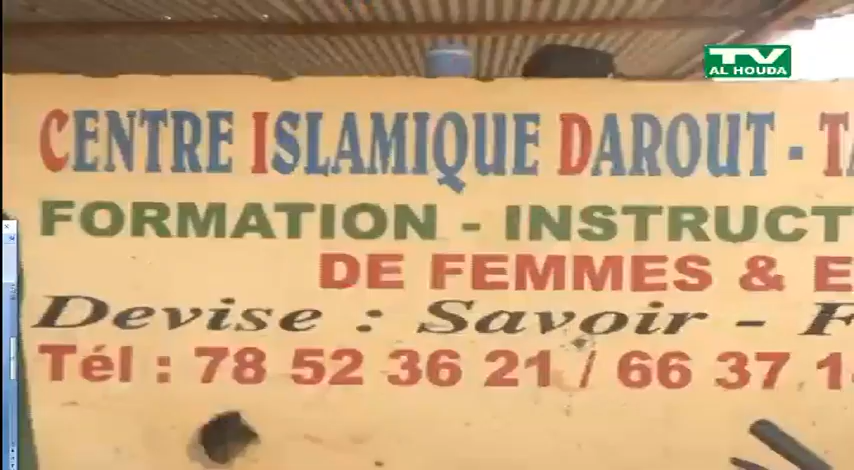 TV
AL HOUDA
CENTRE ISLAMIQUE DAROUT -
FORMATION - INSTRUCT
DE FEMMES & E
Devise : Savoir - F
Tél : 78 52 36 21 / 66 37 1